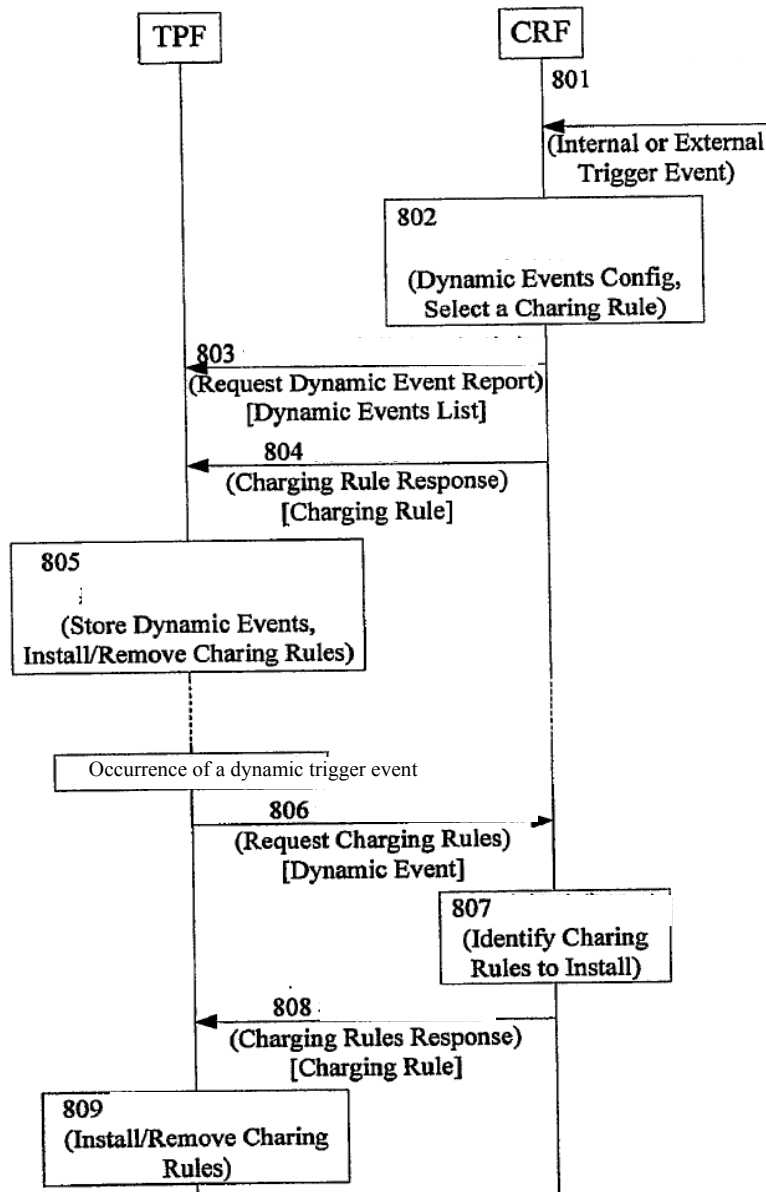 TPF
CRF
801
(Internal or External
Trigger Event)
802
(Dynamic Events Config,
Select a Charing Rule)
803
(Request Dynamic Event Report)
[Dynamic Events List]
804
(Charging Rule Response)
[Charging Rule]
805
(Store Dynamic Events,
Install/Remove Charing Rules)
Occurrence of a dynamic trigger event
806
(Request Charging Rules)
[Dynamic Event]
807
(Identify Charing
Rules to Install)
808
(Charging Rules Response)
[Charging Rule]
809
(Install/Remove Charing
Rules)